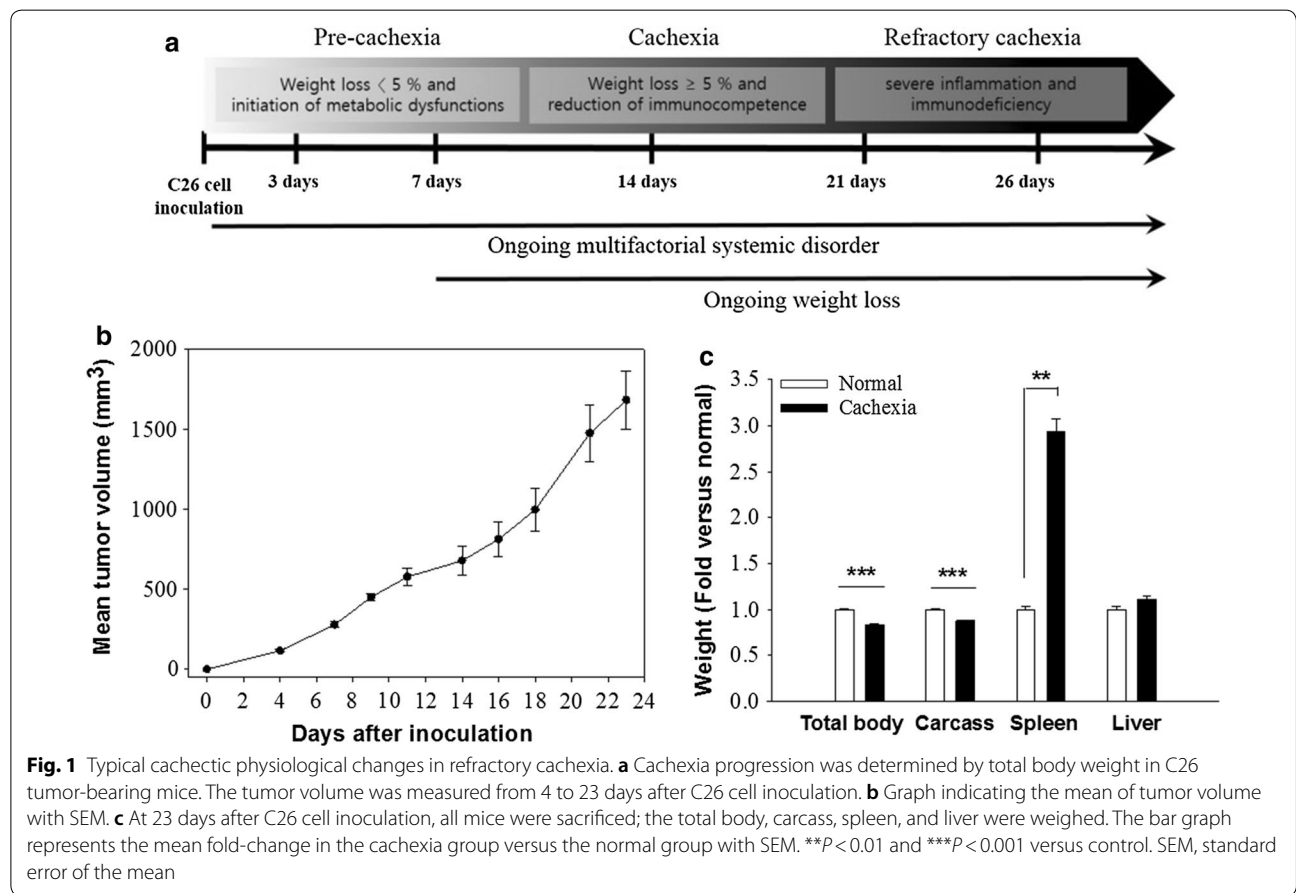 a
Pre-cachexia Cachexia Refractory cachexia
Weight loss < 5 % and
initiation of metabolic dysfunctions
Weight loss ≥ 5 % and
reduction of immunocompetence
severe inflammation and
immunodeficiency
C26 cell
inoculation
3 days 7 days 14 days 21 days 26 days
Ongoing multifactorial systemic disorder
Ongoing weight loss
b
Mean tumor volume (mm³)
2000
1500
1000
500
0
0 2 4 6 8 10 12 14 16 18 20 22 24
Days after inoculation
c
Weight (Fold versus normal)
3.5
3.0
2.5
2.0
1.5
1.0
0.5
0.0
Normal
Cachexia
*** *** **
Total body Carcass Spleen Liver
Fig. 1 Typical cachectic physiological changes in refractory cachexia. a Cachexia progression was determined by total body weight in C26
tumor-bearing mice. The tumor volume was measured from 4 to 23 days after C26 cell inoculation. b Graph indicating the mean of tumor volume
with SEM. c At 23 days after C26 cell inoculation, all mice were sacrificed; the total body, carcass, spleen, and liver were weighed. The bar graph
represents the mean fold-change in the cachexia group versus the normal group with SEM. **P < 0.01 and ***P < 0.001 versus control. SEM, standard
error of the mean